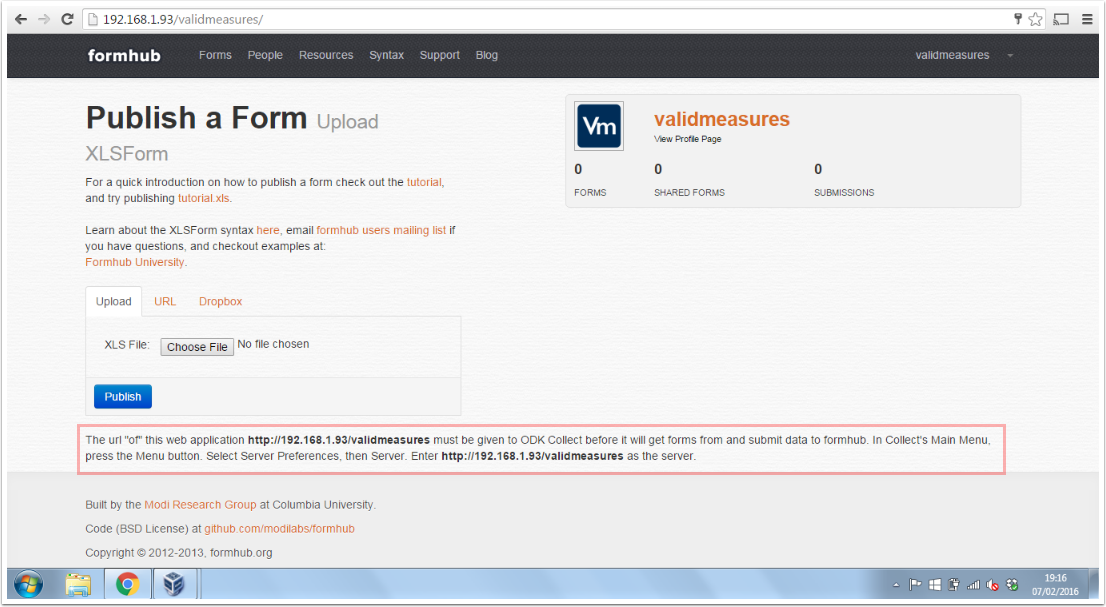 192.168.1.93/validmeasures/
formhub Forms People Resources Syntax Support Blog validmeasures
Publish a Form Upload
XLSForm
For a quick introduction on how to publish a form check out the tutorial,
and try publishing tutorial.xls.
Learn about the XLSForm syntax here, email formhub users mailing list if
you have questions, and checkout examples at:
Formhub University.
Upload URL Dropbox
XLS File: Choose File No file chosen
Publish
Vm
validmeasures
View Profile Page
0 0 0
FORMS SHARED FORMS SUBMISSIONS
The url "of" this web application http://192.168.1.93/validmeasures must be given to ODK Collect before it will get forms from and submit data to formhub. In Collect's Main Menu,
press the Menu button. Select Server Preferences, then Server. Enter http://192.168.1.93/validmeasures as the server.
Built by the Modi Research Group at Columbia University.
Code (BSD License) at github.com/modilabs/formhub
Copyright © 2012-2013, formhub.org
19:16
07/02/2016